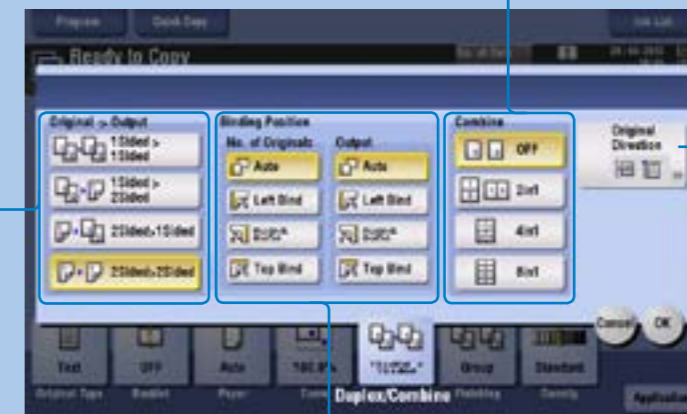 Program
Quick Copy
Job List
Ready to Copy
Original > Output
1Sided >
1Sided
1Sided >
2Sided
2Sided>1Sided
2Sided>2Sided
Binding Position
No. of Originals
Output
Auto
Auto
Left Bind
Left Bind
Top Bind
Top Bind
Combine
OFF
2in1
4in1
8in1
Original
Direction
Cancel
OK
Text
OFF
Auto
100.0%
Group
Standard
Original Type
Booklet
Paper
Duplex/Combine
Finishing
Density
Application